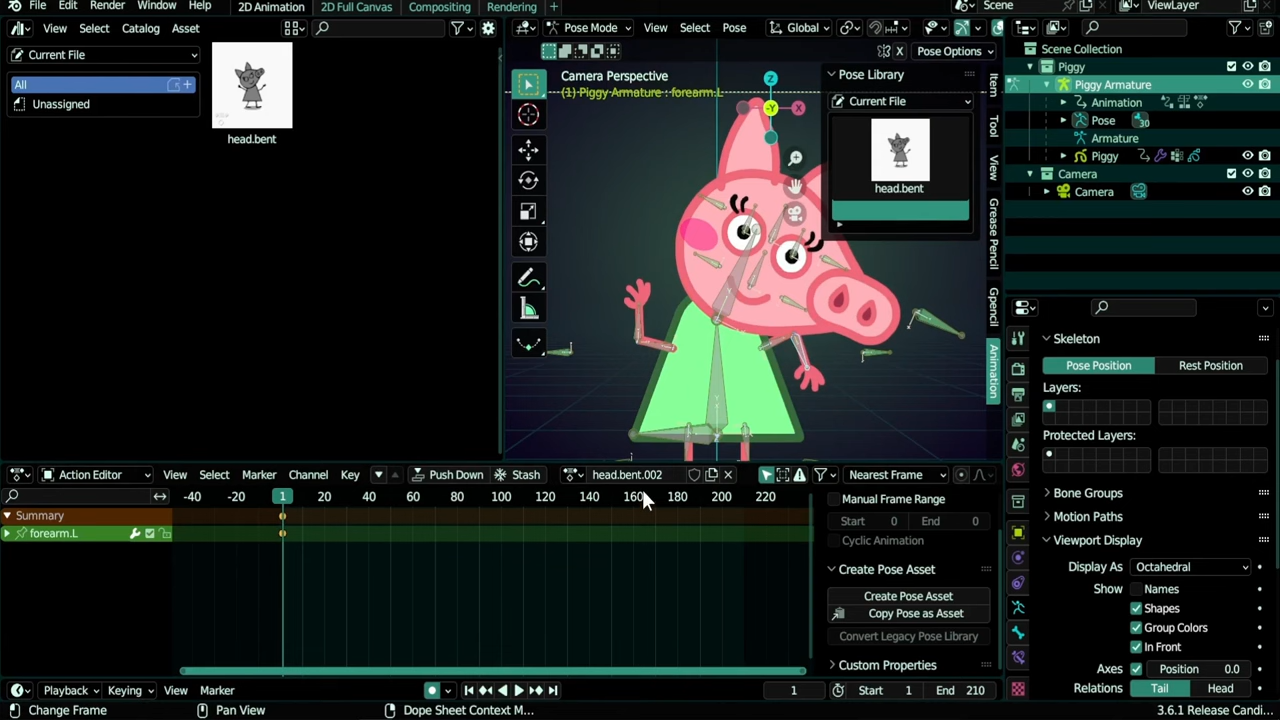 File Edit Render Window Help 2D Animation 2D Full Canvas Compositing Rendering + Scene ViewLayer
View Select Catalog Asset
Current File
All
Unassigned
head.bent
Pose Mode View Select Pose Global
X Pose Options
Camera Perspective
(1) Piggy Armature : forearm.L
Z
-Y
X
Pose Library
Current File
head.bent
Item
Tool
View
Grease Pencil
Gpencil
Animation
Scene Collection
Piggy
Piggy Armature
Animation
Pose 30
Armature
Piggy
Camera
Camera
Skeleton
Pose Position Rest Position
Layers:
Protected Layers:
Bone Groups
Motion Paths
Viewport Display
Display As Octahedral
Show Names
Shapes
Group Colors
In Front
Axes Position 0.0
Relations Tail Head
Action Editor View Select Marker Channel Key Push Down Stash head.bent.002 Nearest Frame
-40 -20 1 20 40 60 80 100 120 140 160 180 200 220
Summary
forearm.L
Manual Frame Range
Start 0 End 0
Cyclic Animation
Create Pose Asset
Create Pose Asset
Copy Pose as Asset
Convert Legacy Pose Library
Custom Properties
Playback Keying View Marker 1 Start 1 End 210
Change Frame Pan View Dope Sheet Context M... 3.6.1 Release Candi...